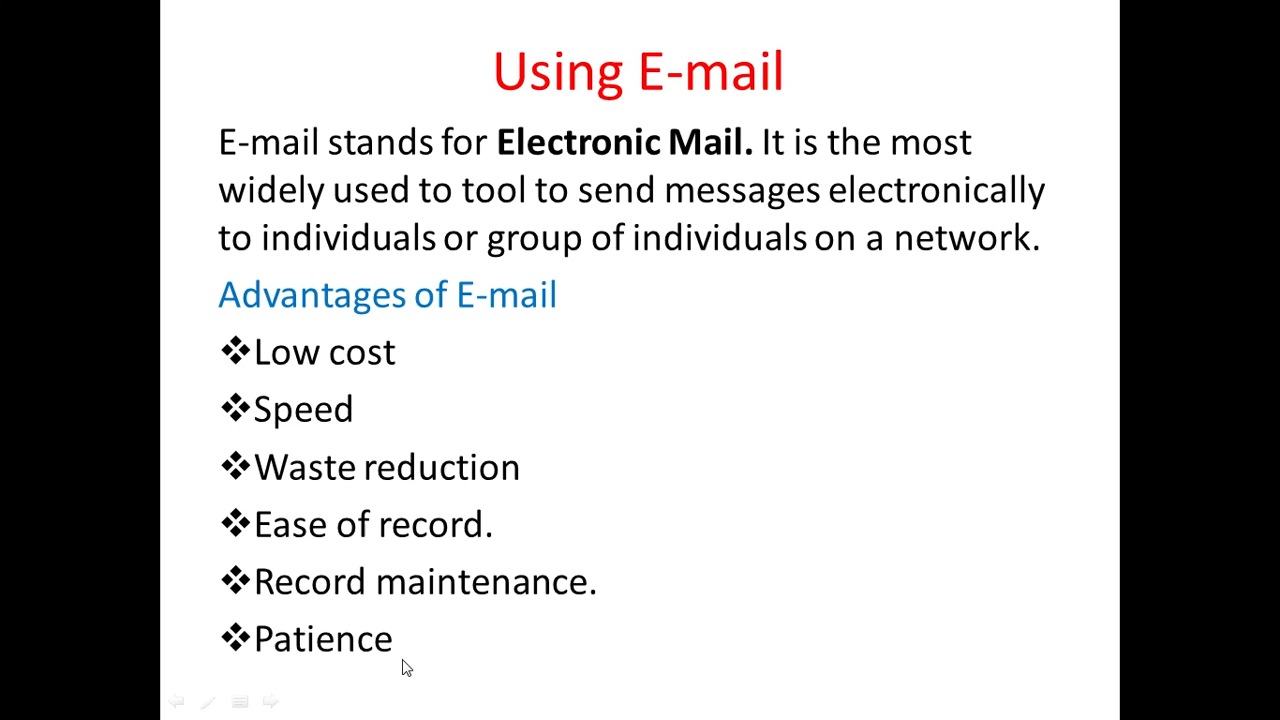 Using E-mail
E-mail stands for Electronic Mail. It is the most
widely used to tool to send messages electronically
to individuals or group of individuals on a network.
Advantages of E-mail
❖Low cost
❖Speed
❖Waste reduction
❖Ease of record.
❖Record maintenance.
❖Patience